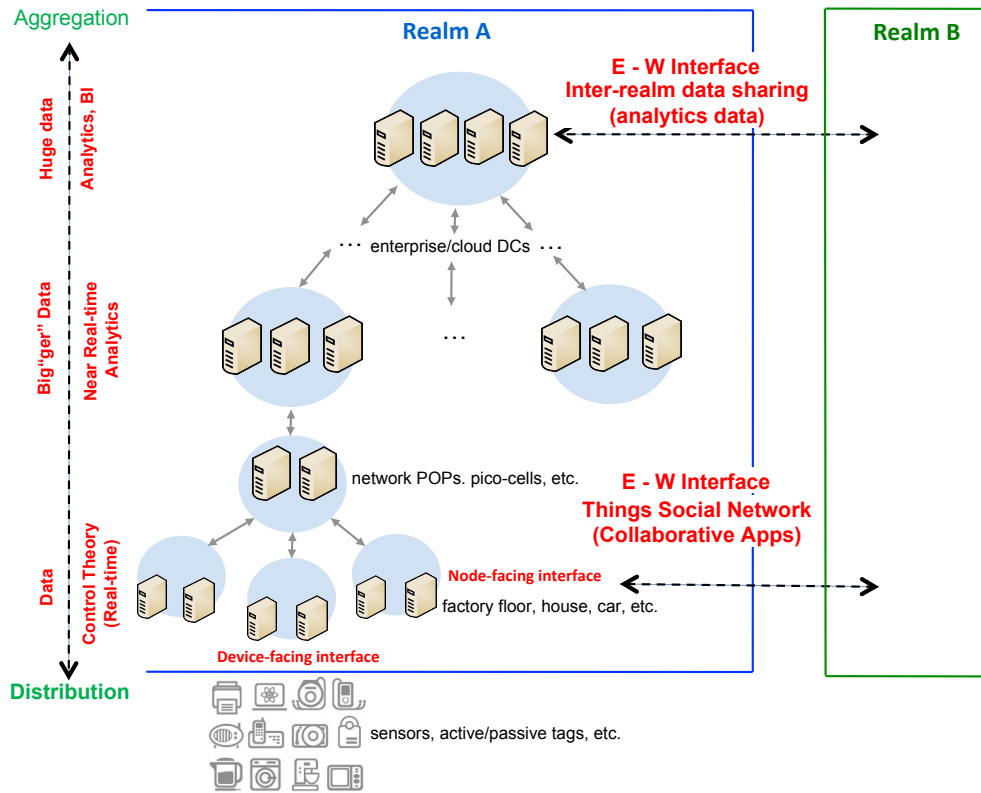 Aggregation
Realm A
Realm B
E - W Interface
Inter-realm data sharing
(analytics data)
Huge data
Analytics, BI
... enterprise/cloud DCs ...
Big“ger” Data
Near Real-time
Analytics
...
network POPs. pico-cells, etc.
E - W Interface
Things Social Network
(Collaborative Apps)
Data
Control Theory
(Real-time)
Node-facing interface
factory floor, house, car, etc.
Device-facing interface
Distribution
sensors, active/passive tags, etc.